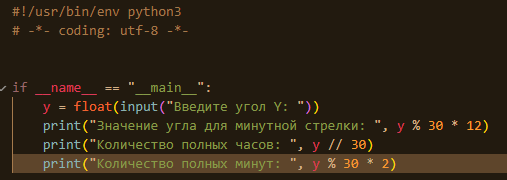 #!/usr/bin/env python3
# -*- coding: utf-8 -*-
if __name__ == "__main__":
y = float(input("Введите угол Y: "))
print("Значение угла для минутной стрелки: ", y % 30 * 12)
print("Количество полных часов: ", y // 30)
print("Количество полных минут: ", y % 30 * 2)